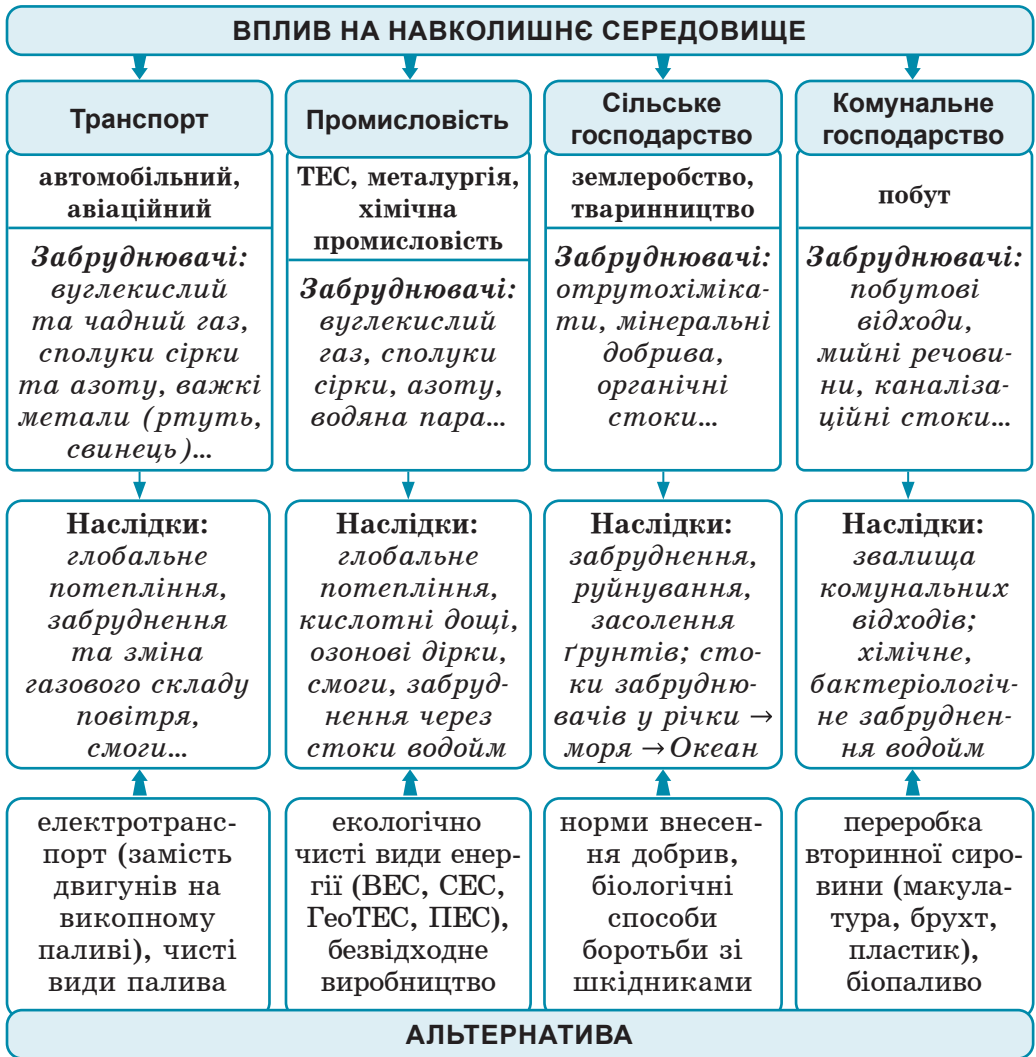 ВПЛИВ НА НАВКОЛИШНЄ СЕРЕДОВИЩЕ
Транспорт
автомобільний,
авіаційний
Забруднювачі:
вуглекислий
та чадний газ,
сполуки сірки
та азоту, важкі
метали (ртуть,
свинець)...
Наслідки:
глобальне
потепління,
забруднення
та зміна
газового складу
повітря,
смоги...
електротранс-
порт (замість
двигунів на
викопному
паливі), чисті
види палива
Промисловість
ТЕС, металургія,
хімічна
промисловість
Забруднювачі:
вуглекислий
газ, сполуки
сірки, азоту,
водяна пара...
Наслідки:
глобальне
потепління,
кислотні дощі,
озонові дірки,
смоги, забруд-
нення через
стоки водойм
екологічно
чисті види енер-
гії (ВЕС, СЕС,
ГеоТЕС, ПЕС),
безвідходне
виробництво
Сільське
господарство
землеробство,
тваринництво
Забруднювачі:
отрутохіміка-
ти, мінеральні
добрива,
органічні
стоки...
Наслідки:
забруднення,
руйнування,
засолення
ґрунтів; сто-
ки забрудню-
вачів у річки →
моря → Океан
норми внесен-
ня добрив,
біологічні
способи
боротьби зі
шкідниками
Комунальне
господарство
побут
Забруднювачі:
побутові
відходи,
мийні речови-
ни, каналіза-
ційні стоки...
Наслідки:
звалища
комунальних
відходів;
хімічне,
бактеріологіч-
не забруднен-
ня водойм
переробка
вторинної сиро-
вини (макула-
тура, брухт,
пластик),
біопаливо
АЛЬТЕРНАТИВА